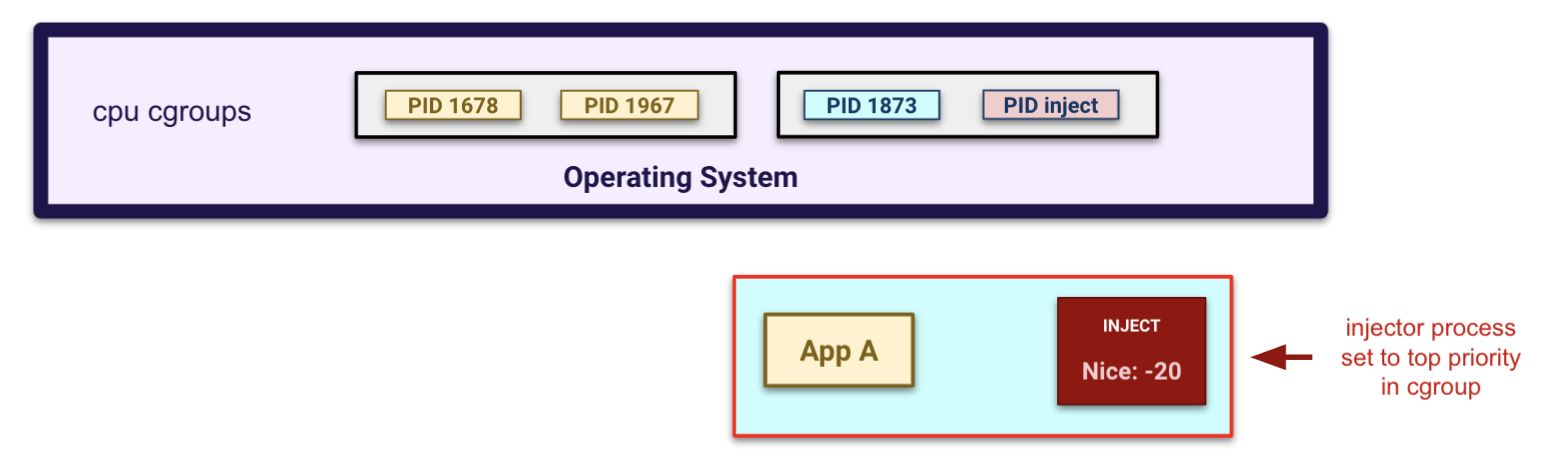 cpu cgroups
PID 1678
PID 1967
PID 1873
PID inject
Operating System
App A
INJECT
Nice: -20
injector process
set to top priority
in cgroup